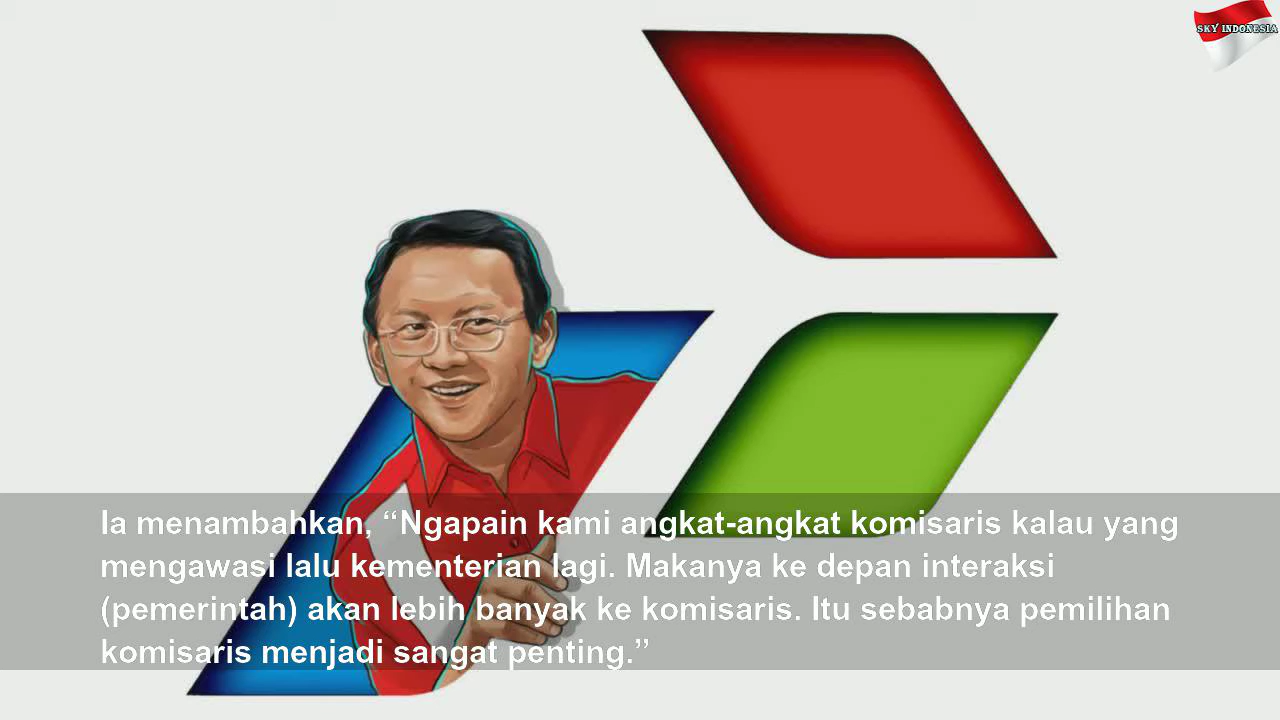 SKY INDONESIA
Ia menambahkan, “Ngapain kami angkat-angkat komisaris kalau yang
mengawasi lalu kementerian lagi. Makanya ke depan interaksi
(pemerintah) akan lebih banyak ke komisaris. Itu sebabnya pemilihan
komisaris menjadi sangat penting.”